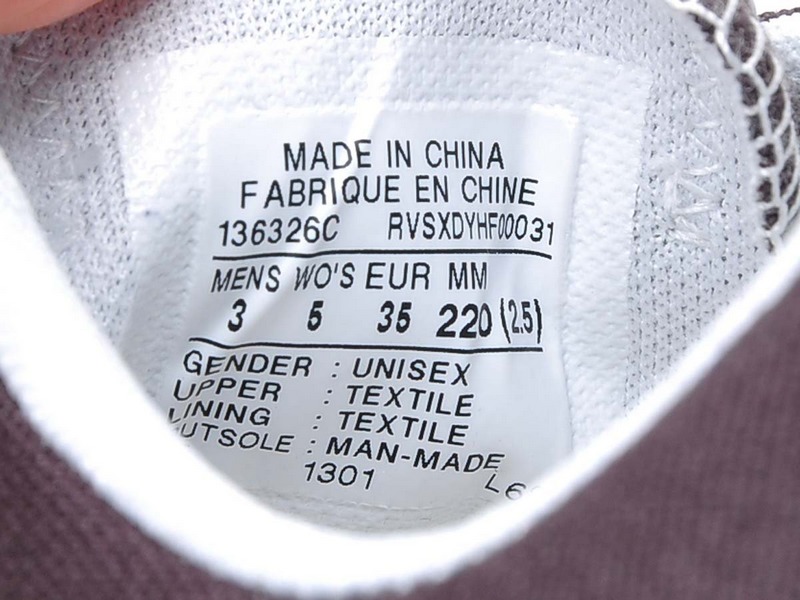 MADE IN CHINA
FABRIQUE EN CHINE
136326C RVSXDYHF00031
MENS WO'S EUR MM
3 5 35 220 (2.5)
GENDER : UNISEX
UPPER : TEXTILE
LINING : TEXTILE
OUTSOLE : MAN-MADE
1301